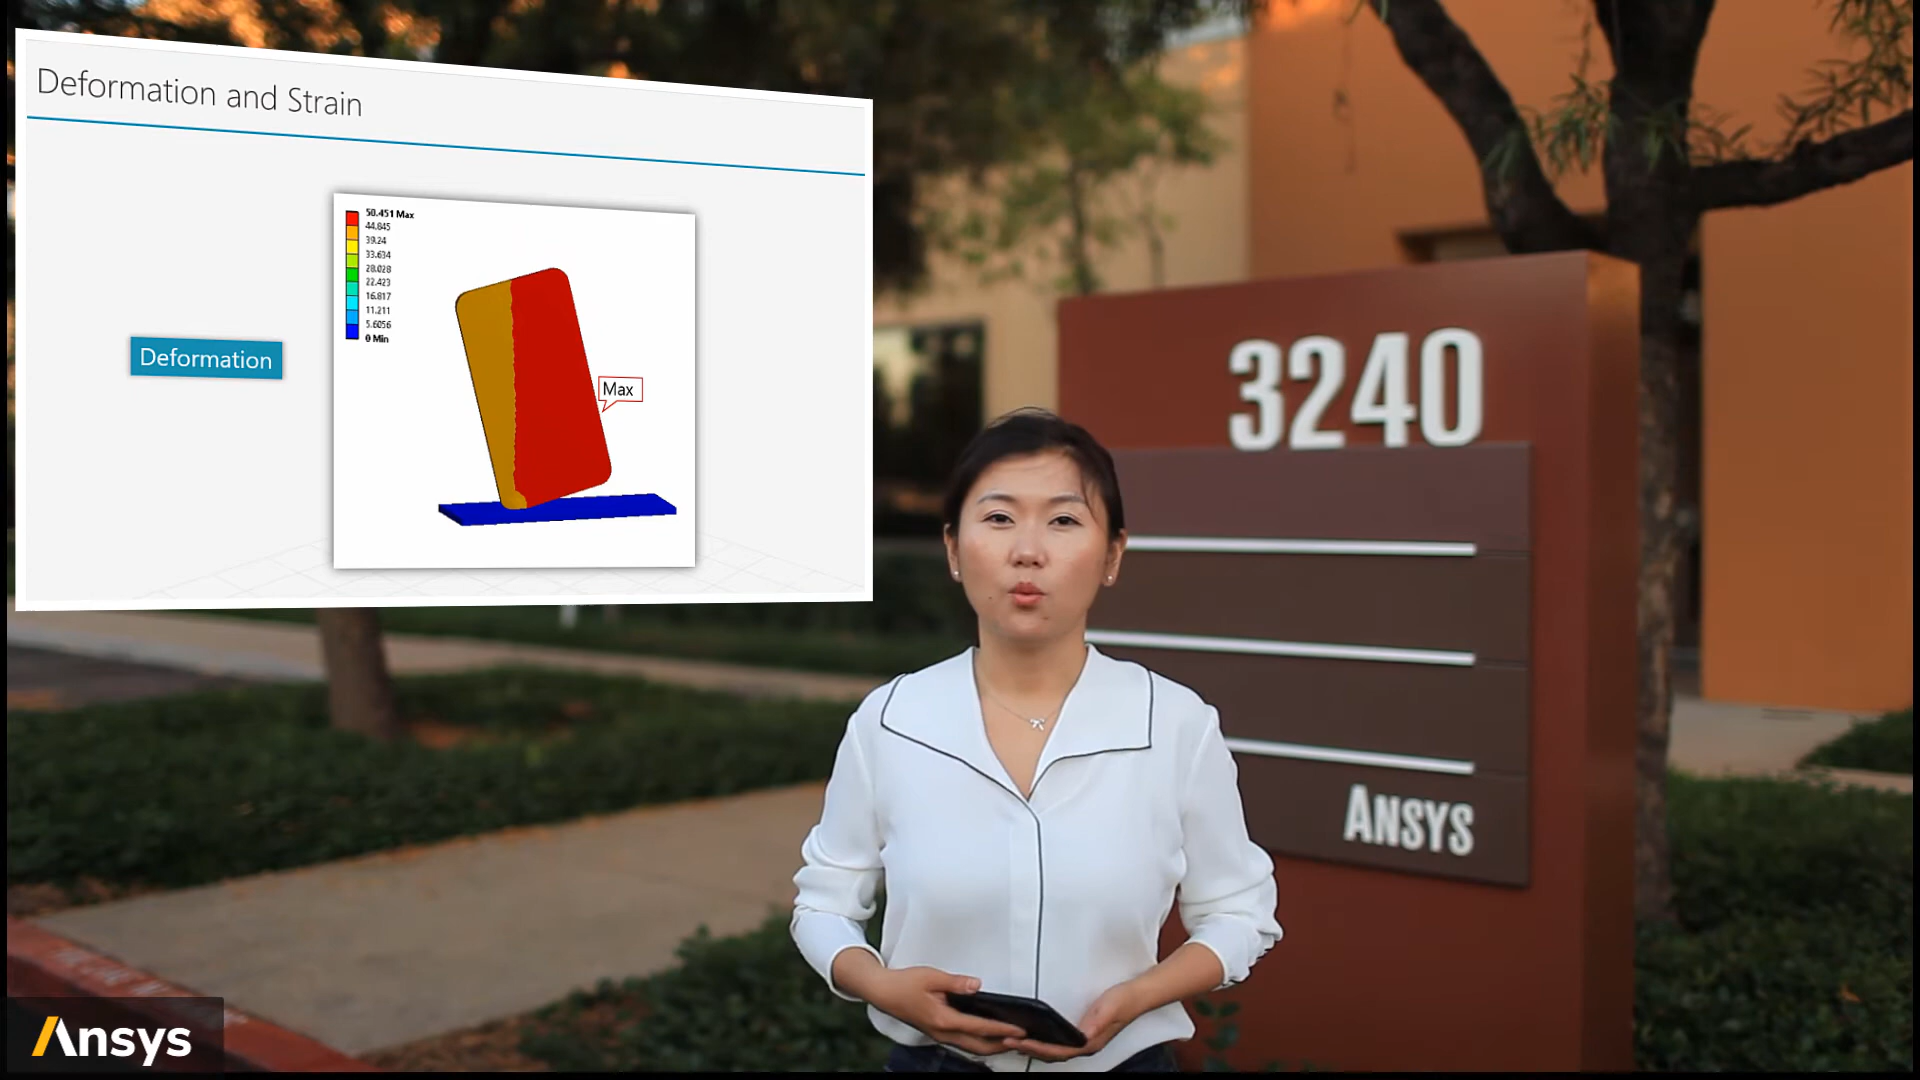 Deformation and Strain
50.451 Max
44.845
39.24
33.634
28.028
22.423
16.817
11.211
5.6056
0 Min
Deformation
Max
3240
ANSYS
Ansys